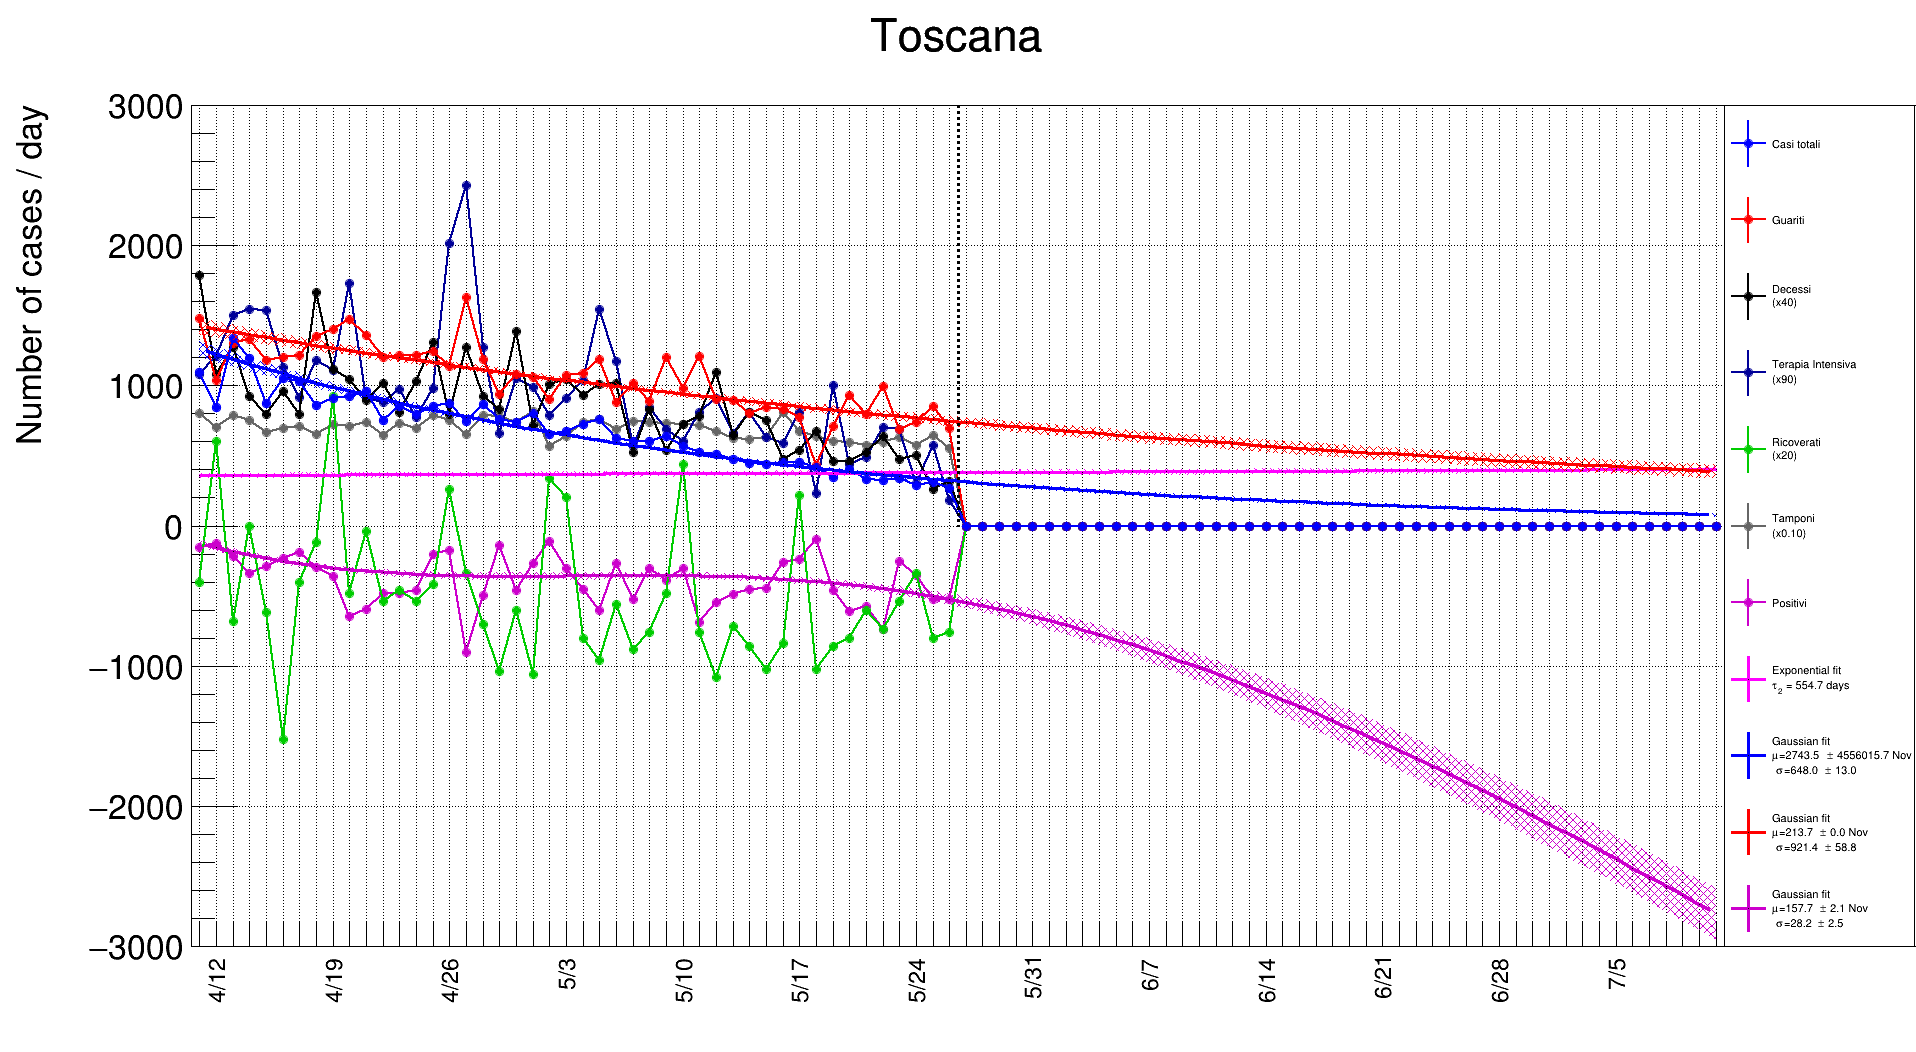 Toscana
Number of cases / day
3000
2000
1000
0
−1000
−2000
−3000
4/12
4/19
4/26
5/3
5/10
5/17
5/24
5/31
6/7
6/14
6/21
6/28
7/5
Casi totali
Guariti
Decessi
(x40)
Terapia Intensiva
(x90)
Ricoverati
(x20)
Tamponi
(x0.10)
Positivi
Exponential fit
τ2 = 554.7 days
Gaussian fit
μ=2743.5 ± 4556015.7 Nov
σ=648.0 ± 13.0
Gaussian fit
μ=213.7 ± 0.0 Nov
σ=921.4 ± 58.8
Gaussian fit
μ=157.7 ± 2.1 Nov
σ=28.2 ± 2.5